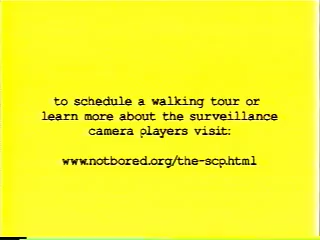 to schedule a walking tour or
learn more about the surveillance
camera players visit:
www.notbored.org/the-scp.html